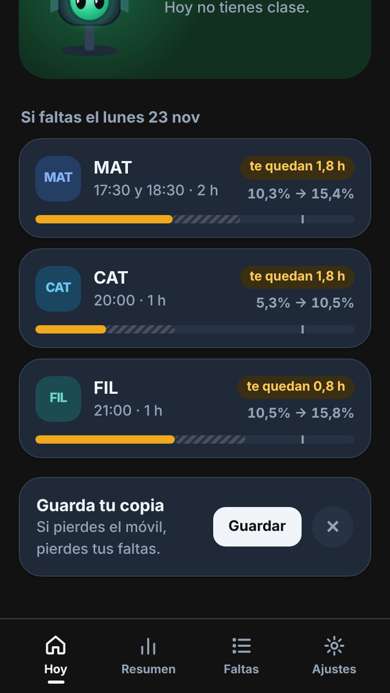 Hoy no tienes clase.
Si faltas el lunes 23 nov
MAT
MAT
te quedan 1,8 h
17:30 y 18:30 · 2 h
10,3% → 15,4%
CAT
CAT
te quedan 1,8 h
20:00 · 1 h
5,3% → 10,5%
FIL
FIL
te quedan 0,8 h
21:00 · 1 h
10,5% → 15,8%
Guarda tu copia
Si pierdes el móvil,
pierdes tus faltas.
Guardar
Hoy
Resumen
Faltas
Ajustes